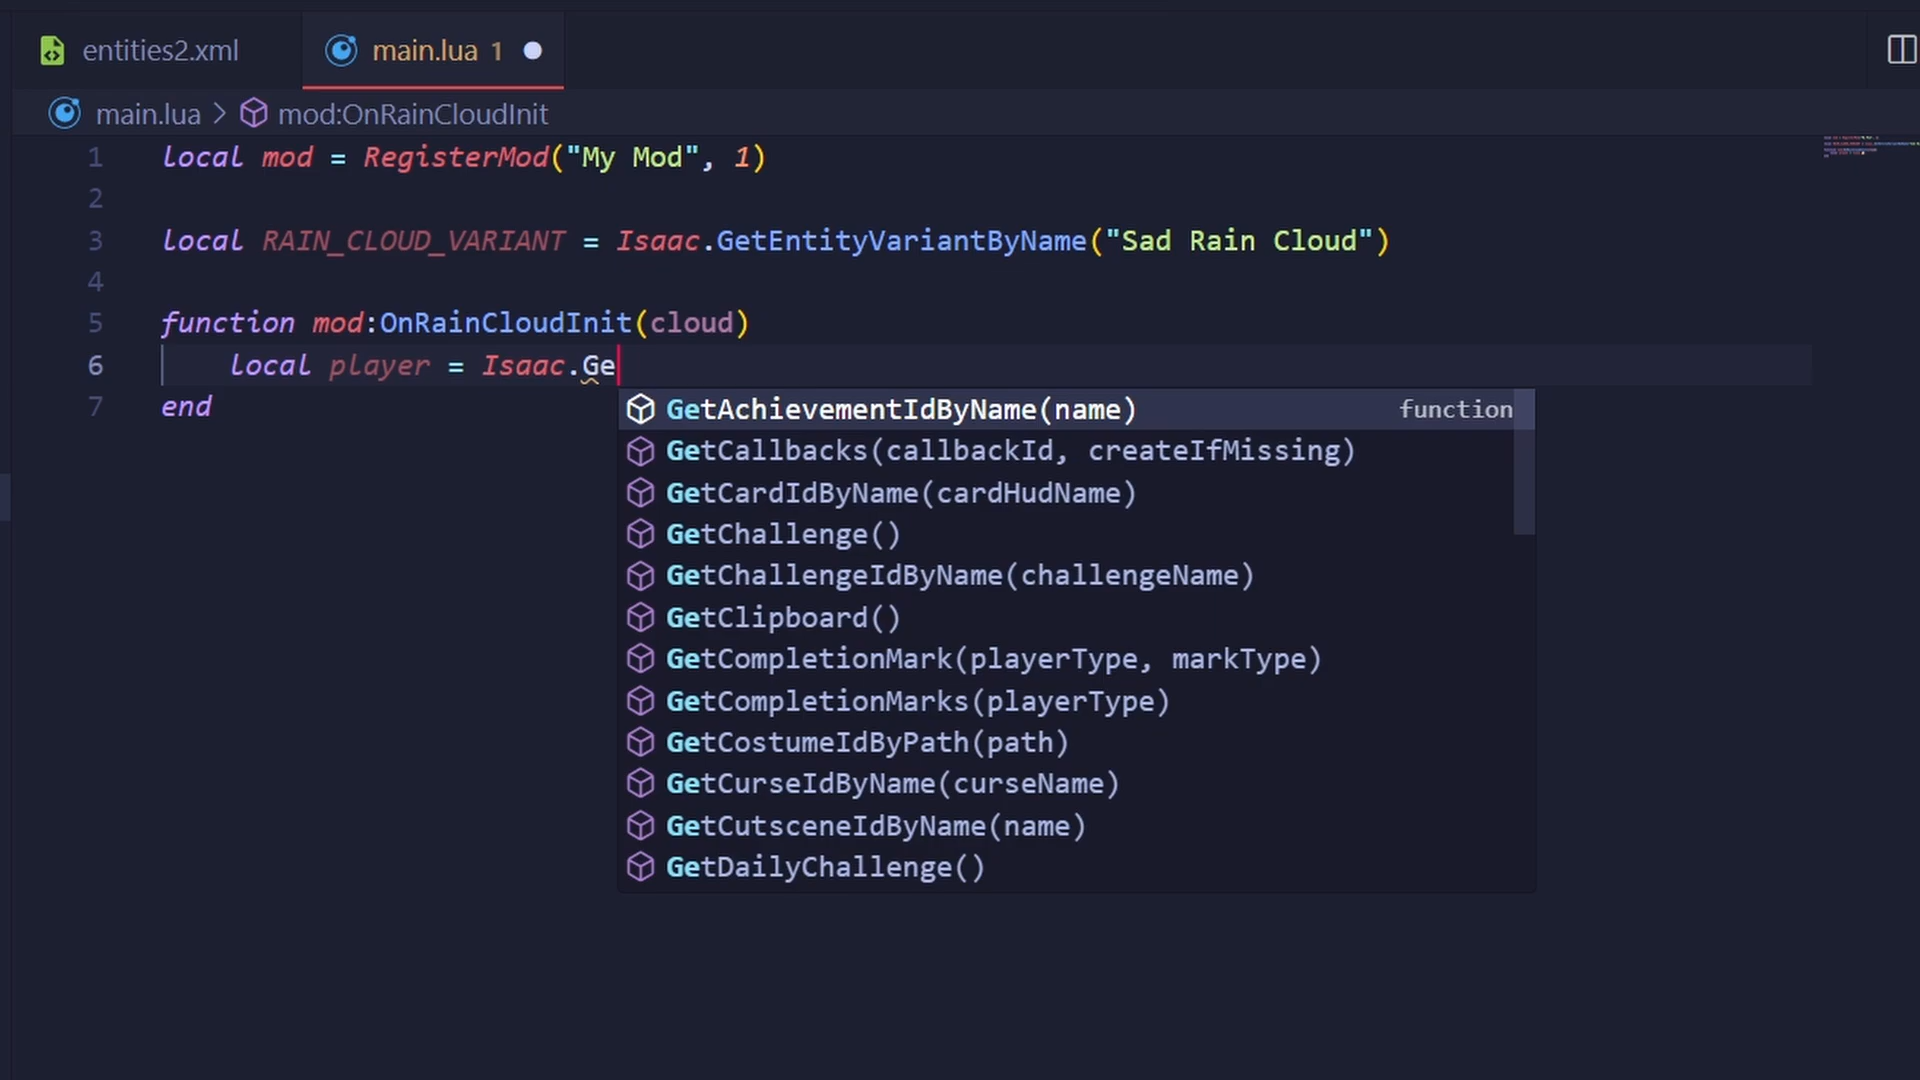 entities2.xml
main.lua 1
main.lua > mod:OnRainCloudInit
1 local mod = RegisterMod("My Mod", 1)
2
3 local RAIN_CLOUD_VARIANT = Isaac.GetEntityVariantByName("Sad Rain Cloud")
4
5 function mod:OnRainCloudInit(cloud)
6 local player = Isaac.Ge
7 end
GetAchievementIdByName(name) function
GetCallbacks(callbackId, createIfMissing)
GetCardIdByName(cardHudName)
GetChallenge()
GetChallengeIdByName(challengeName)
GetClipboard()
GetCompletionMark(playerType, markType)
GetCompletionMarks(playerType)
GetCostumeIdByPath(path)
GetCurseIdByName(curseName)
GetCutsceneIdByName(name)
GetDailyChallenge()